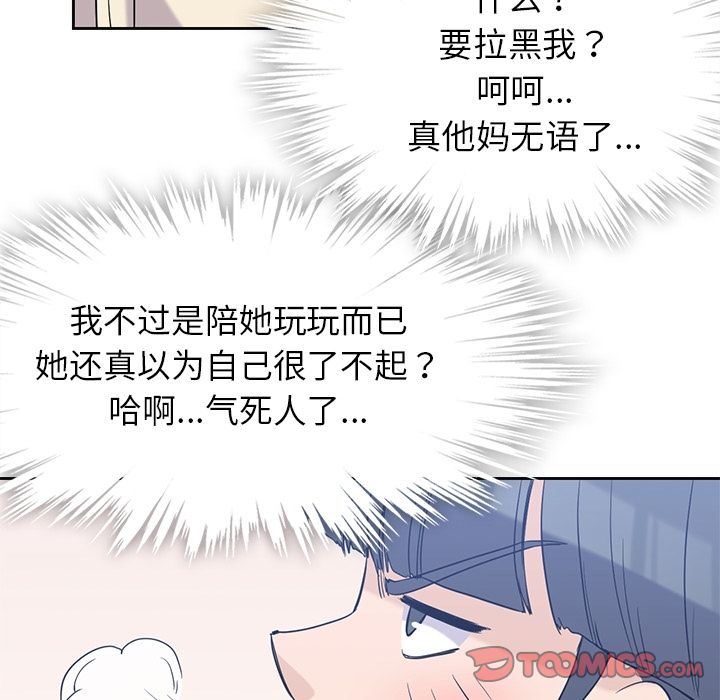 什么？
要拉黑我？
呵呵...
真他妈无语了...
我不过是陪她玩玩而已
她还真以为自己很了不起？
哈啊...气死人了...
TOOMICS.COM